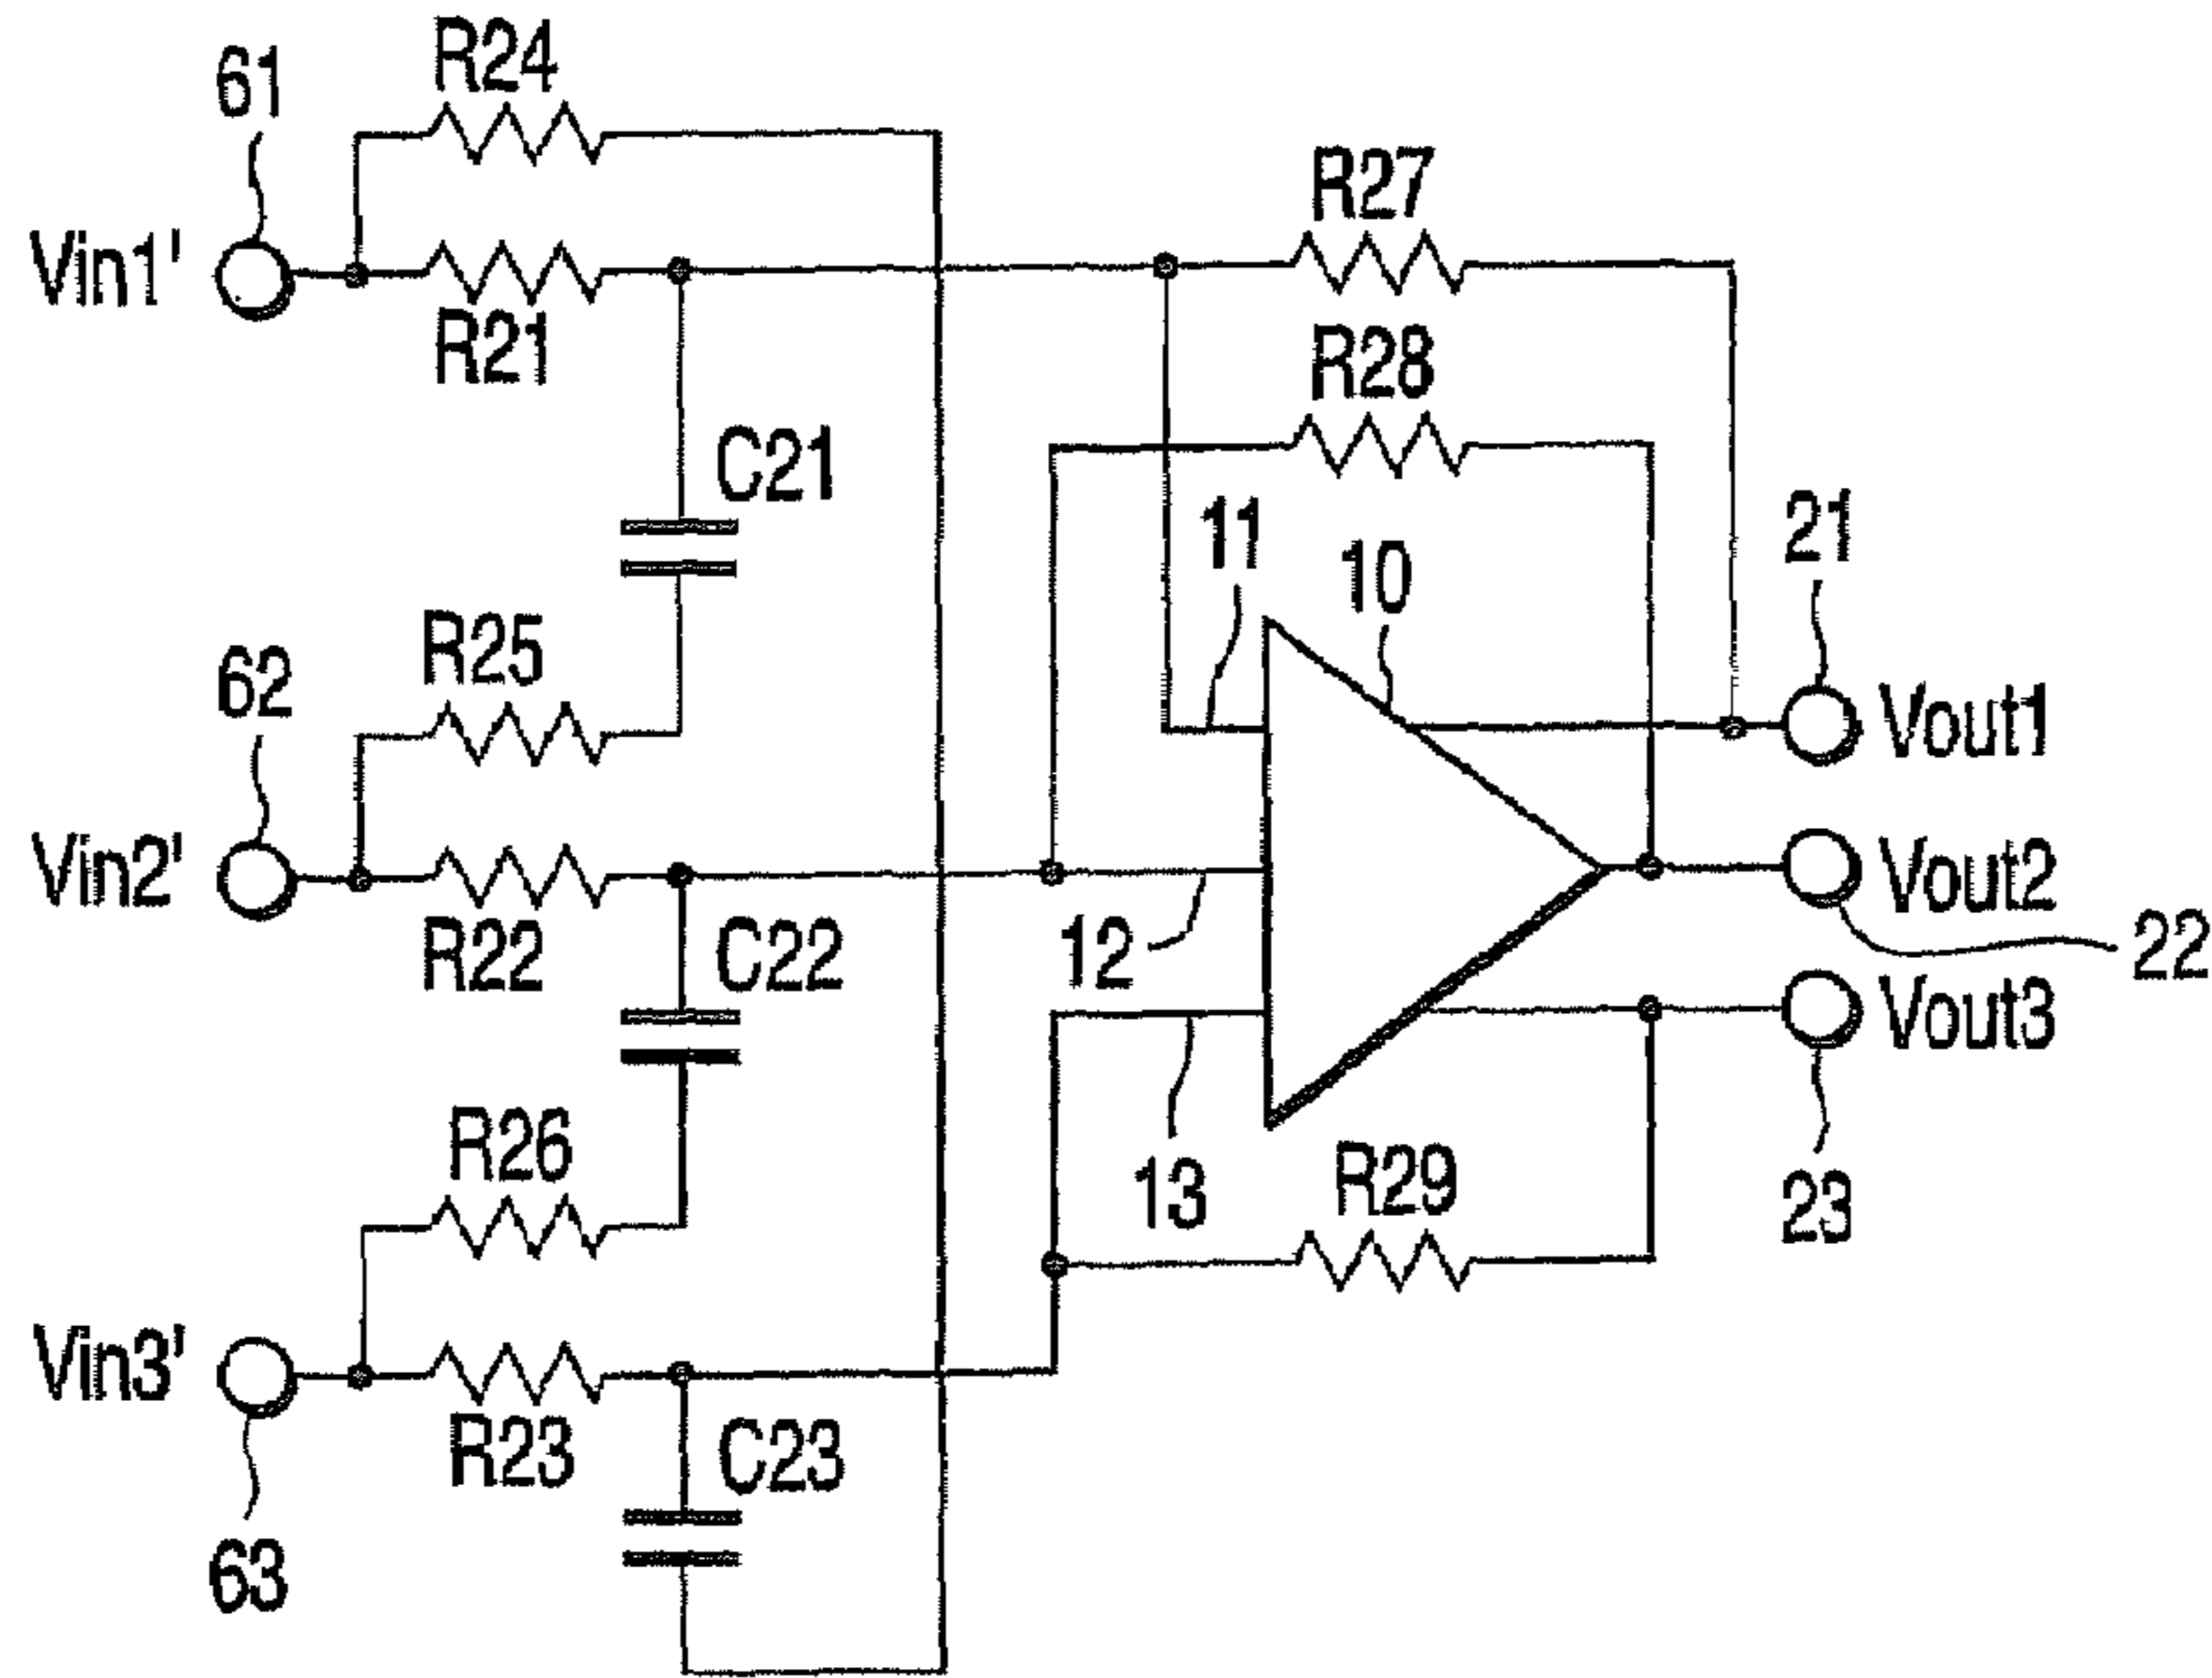 R24
61
R27
Vin1'
R21
R28
C21
21
11
10
R25
62
Vout1
Vin2'
Vout2
R22
C22
12
22
Vout3
R26
13
R29
23
Vin3'
R23
C23
63